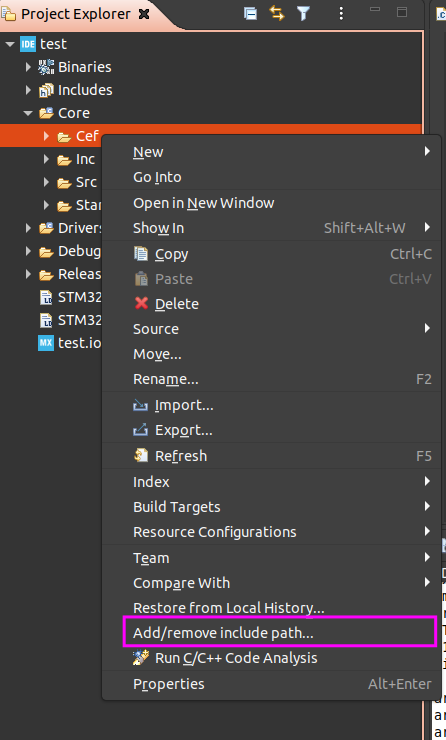 Project Explorer
IDE test
Binaries
Includes
Core
Cef
Inc
Src
Star
Drivers
Debug
Releas
STM32
STM32
MX test.io
New
Go Into
Open in New Window
Show In Shift+Alt+W
Copy Ctrl+C
Paste Ctrl+V
Delete
Source
Move...
Rename... F2
Import...
Export...
Refresh F5
Index
Build Targets
Resource Configurations
Team
Compare With
Restore from Local History...
Add/remove include path...
Run C/C++ Code Analysis
Properties Alt+Enter